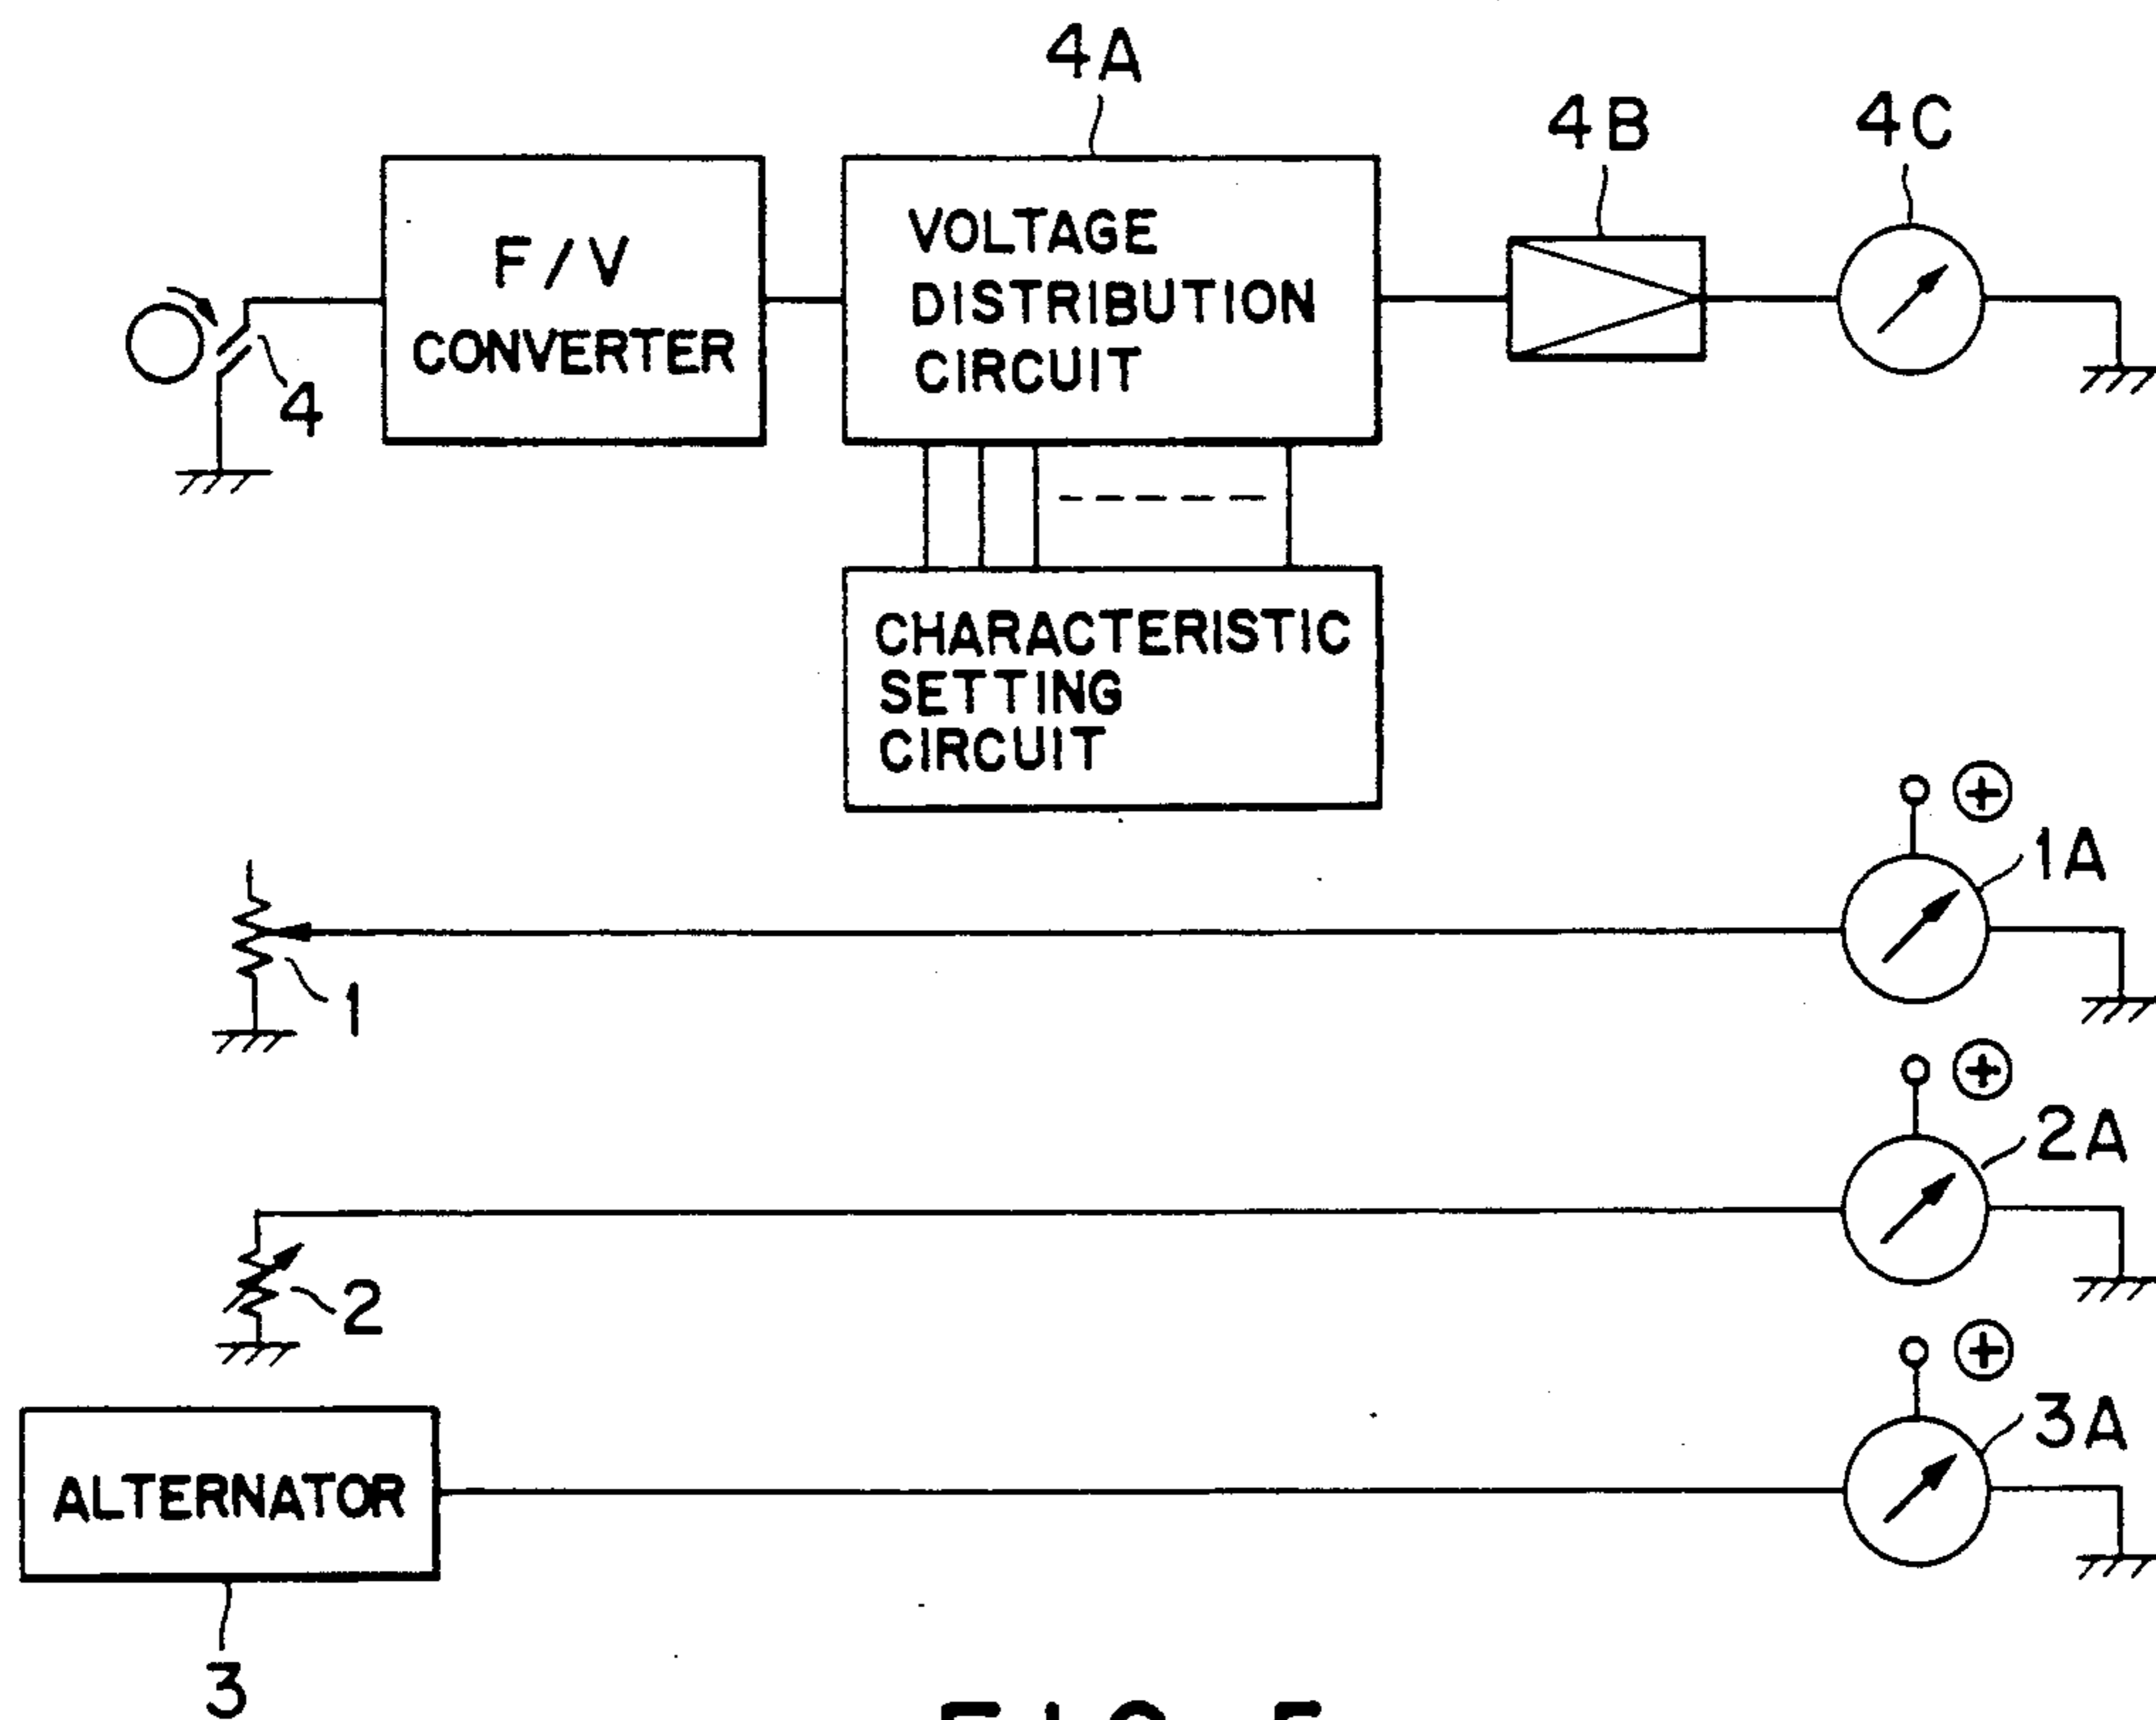 4A
4B
4C
F/V
CONVERTER
VOLTAGE
DISTRIBUTION
CIRCUIT
4
CHARACTERISTIC
SETTING
CIRCUIT
+
1A
1
+
2A
2
+
3A
ALTERNATOR
3